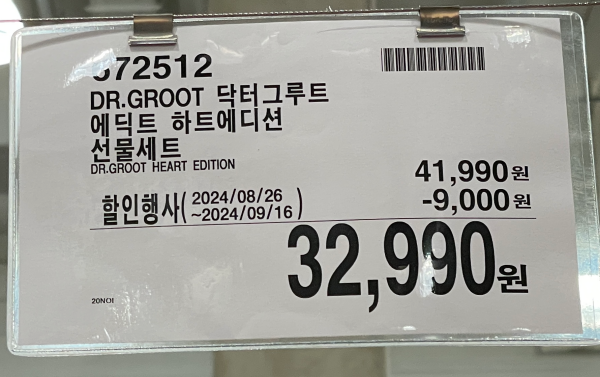 672512
DR.GROOT 닥터그루트
에딕트 하트에디션
선물세트
DR.GROOT HEART EDITION
41,990원
할인행사( 2024/08/26 ~2024/09/16 )
-9,000원
32,990원
20NOI